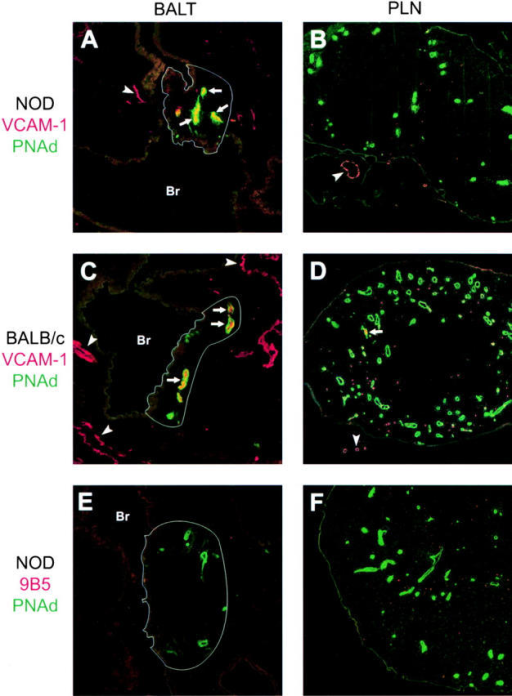 BALT PLN
A B
NOD
VCAM-1
PNAd
Br
C D
BALB/c
VCAM-1
PNAd
Br
E F
Br
NOD
9B5
PNAd